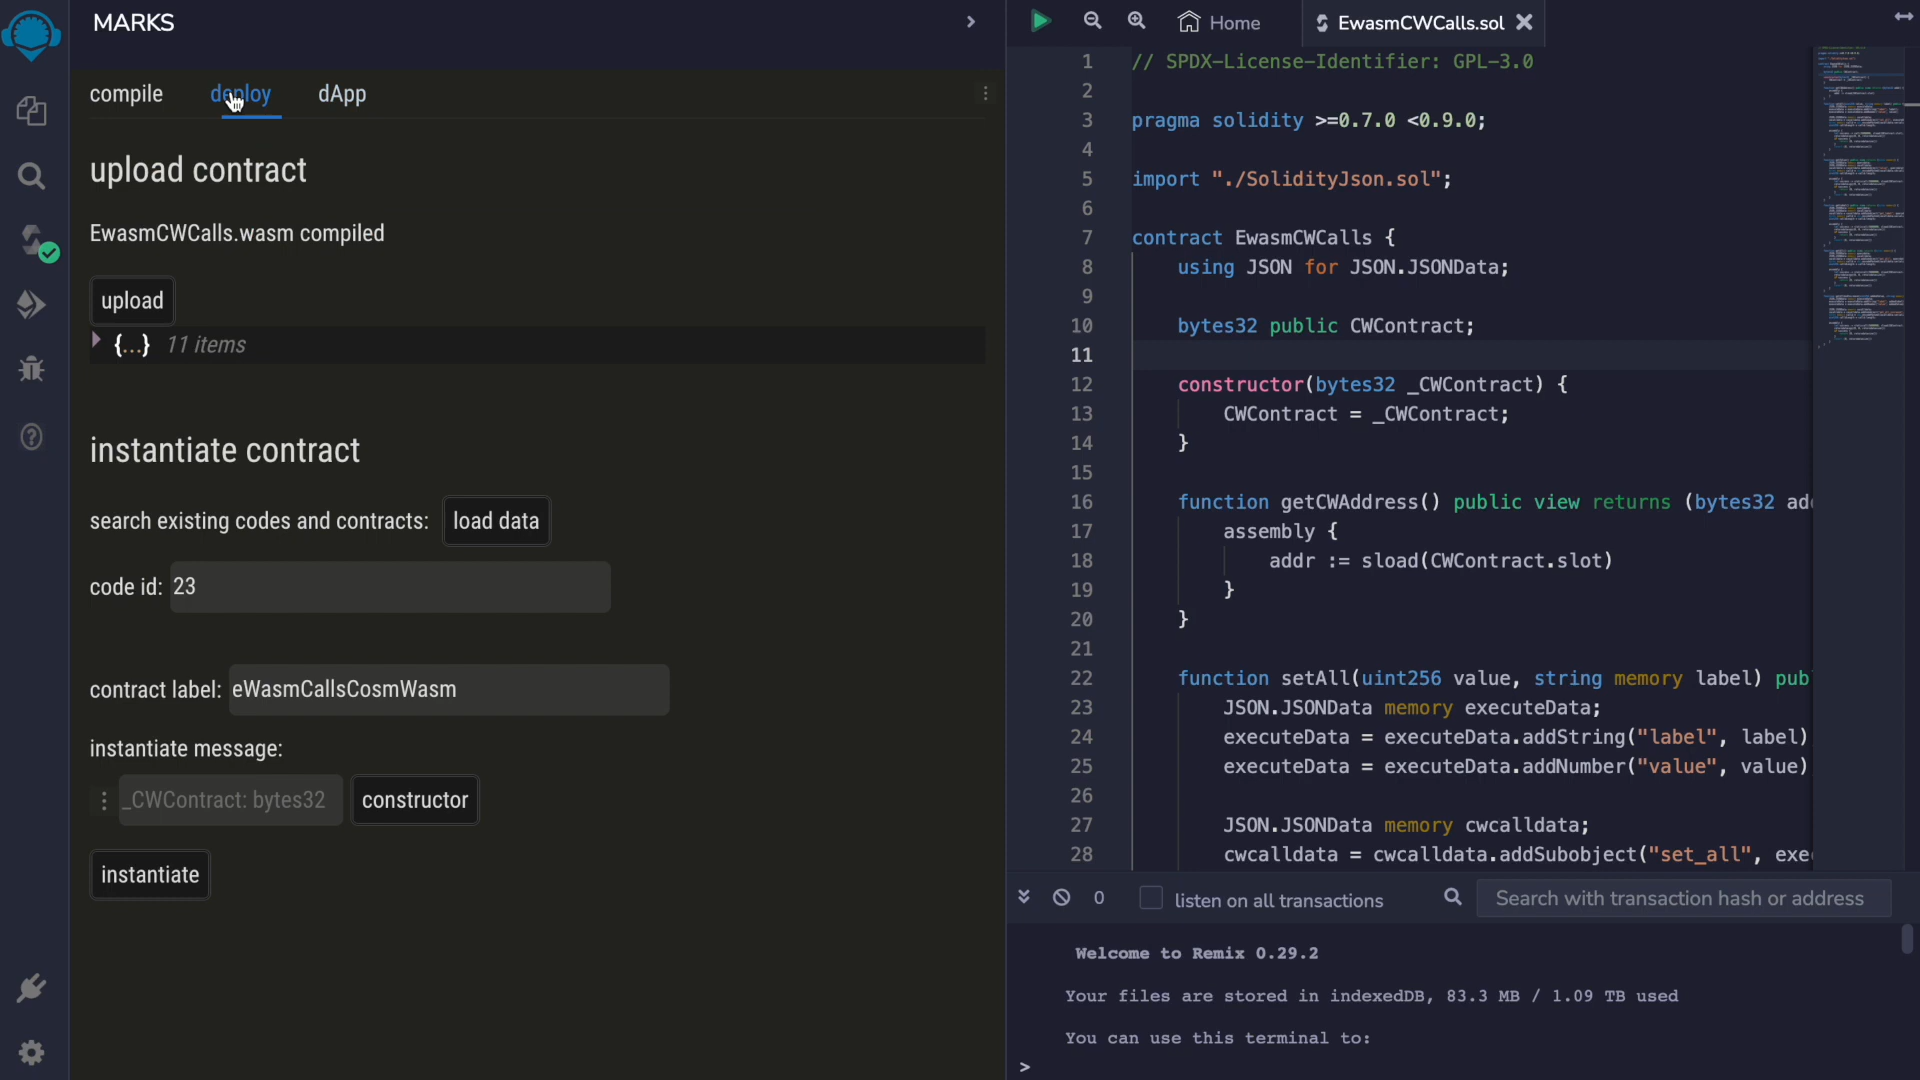 MARKS
compile deploy dApp
upload contract
EwasmCWCalls.wasm compiled
upload
{...} 11 items
instantiate contract
search existing codes and contracts: load data
code id: 23
contract label: eWasmCallsCosmWasm
instantiate message:
_CWContract: bytes32 constructor
instantiate
Home EwasmCWCalls.sol
1 // SPDX-License-Identifier: GPL-3.0
2
3 pragma solidity >=0.7.0 <0.9.0;
4
5 import "./SolidityJson.sol";
6
7 contract EwasmCWCalls {
8 using JSON for JSON.JSONData;
9
10 bytes32 public CWContract;
11
12 constructor(bytes32 _CWContract) {
13 CWContract = _CWContract;
14 }
15
16 function getCWAddress() public view returns (bytes32 add
17 assembly {
18 addr := sload(CWContract.slot)
19 }
20 }
21
22 function setAll(uint256 value, string memory label) pub
23 JSON.JSONData memory executeData;
24 executeData = executeData.addString("label", label)
25 executeData = executeData.addNumber("value", value)
26
27 JSON.JSONData memory cwcalldata;
28 cwcalldata = cwcalldata.addSubobject("set_all", exe
0 listen on all transactions Search with transaction hash or address
Welcome to Remix 0.29.2
Your files are stored in indexedDB, 83.3 MB / 1.09 TB used
You can use this terminal to:
>